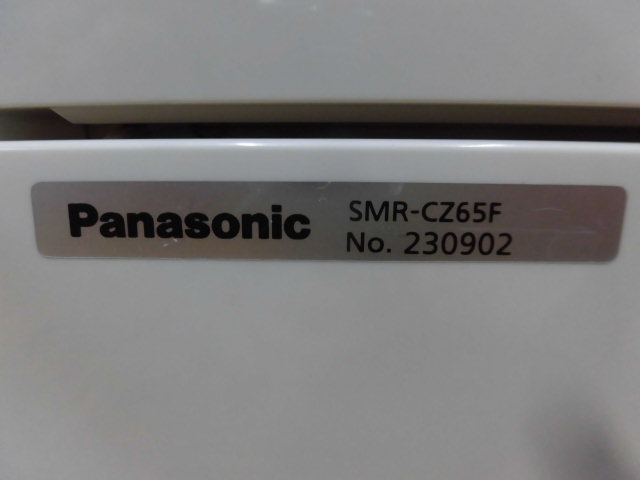 Panasonic
SMR-CZ65F
No. 230902